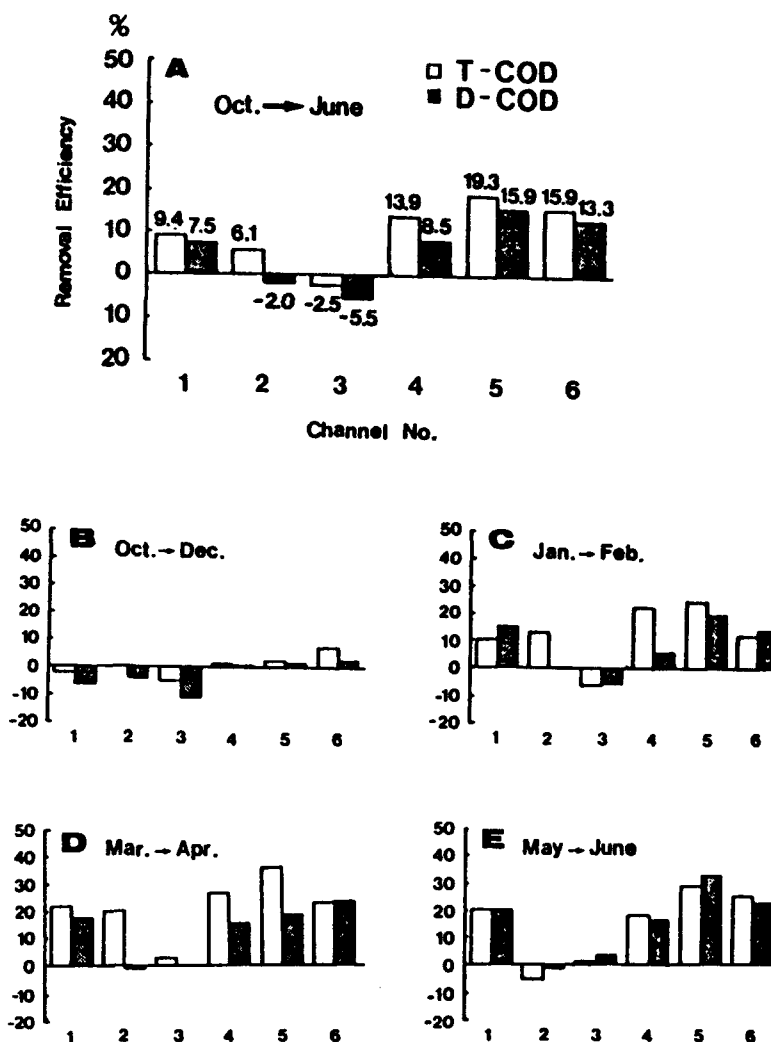 %
50
40
30
20
10
0
10
20
Removal Efficiency
A
Oct. → June
T-COD
D-COD
9.4 7.5 6.1 -2.0 -2.5 -5.5 13.9 8.5 19.3 15.9 15.9 13.3
1 2 3 4 5 6
Channel No.
50
40
30
20
10
0
-10
-20
B
Oct. → Dec.
1 2 3 4 5 6
50
40
30
20
10
0
-10
-20
C
Jan. → Feb.
1 2 3 4 5 6
50
40
30
20
10
0
-10
-20
D
Mar. → Apr.
1 2 3 4 5 6
50
40
30
20
10
0
-10
-20
E
May → June
1 2 3 4 5 6